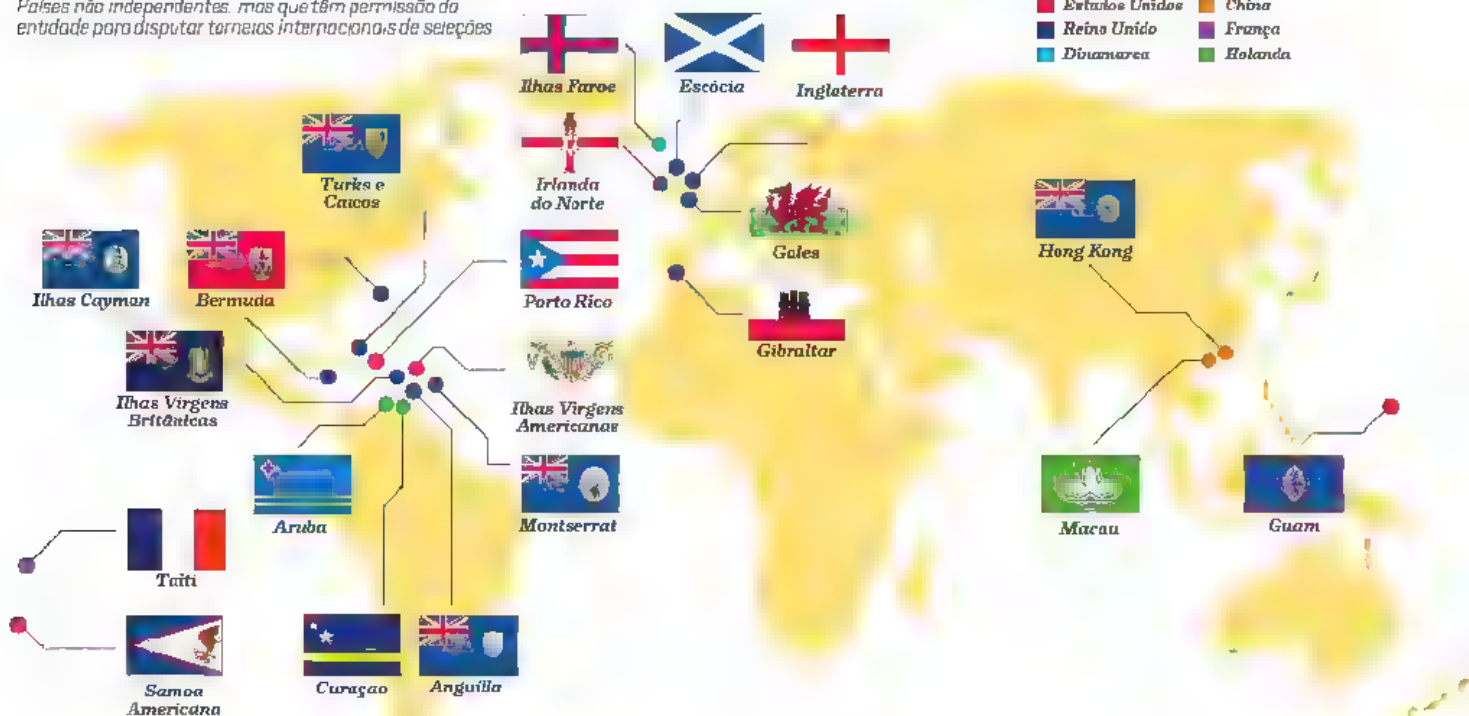 Países não independentes, mas que têm permissão da
entidade para disputar torneios internacionais de seleções
Estados Unidos
Reino Unido
Dinamarca
China
França
Holanda
Ilhas Faroe
Escócia
Inglaterra
Turks e
Caicos
Irlanda
do Norte
Gales
Hong Kong
Ilhas Cayman
Bermuda
Porto Rico
Gibraltar
Ilhas Virgens
Britânicas
Ilhas Virgens
Americanas
Aruba
Montserrat
Macau
Guam
Taiti
Samoa
Americana
Curaçao
Anguilla